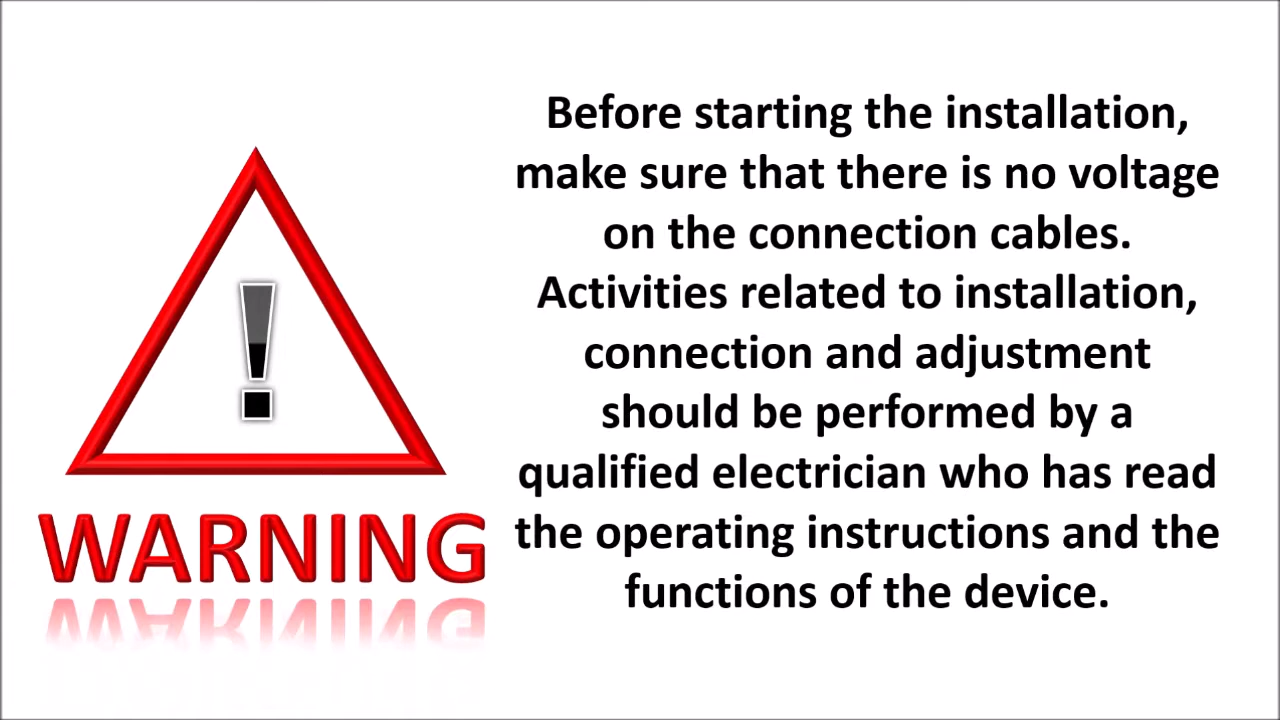 WARNING
Before starting the installation,
make sure that there is no voltage
on the connection cables.
Activities related to installation,
connection and adjustment
should be performed by a
qualified electrician who has read
the operating instructions and the
functions of the device.